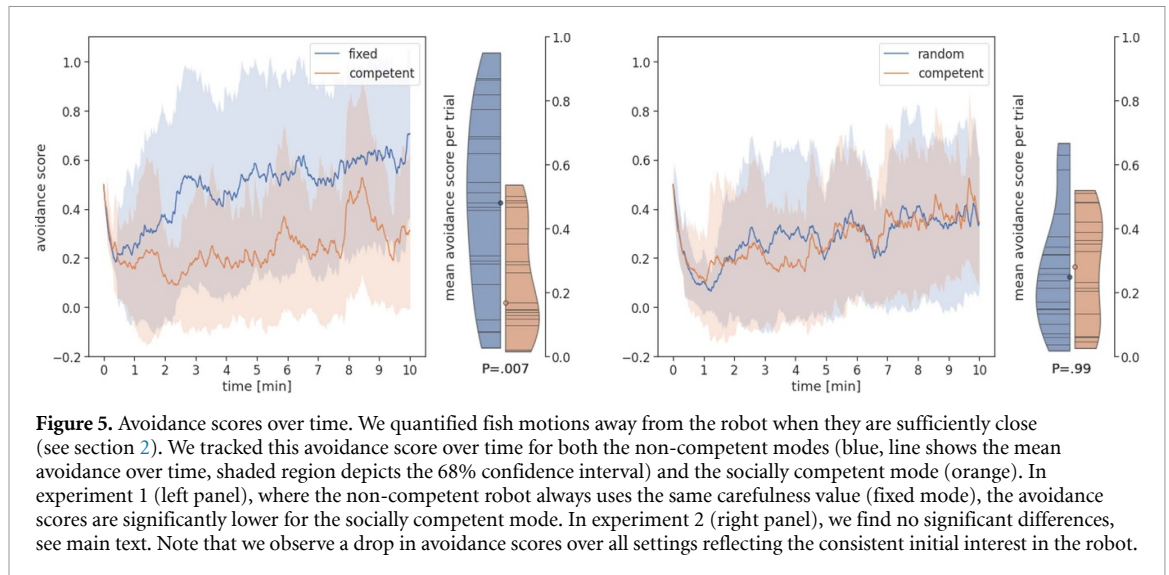 1.0
0.8
0.6
0.4
0.2
0.0
−0.2
avoidance score
0 1 2 3 4 5 6 7 8 9 10
time [min]
fixed
competent
mean avoidance score per trial
1.0
0.8
0.6
0.4
0.2
0.0
P=.007
1.0
0.8
0.6
0.4
0.2
0.0
−0.2
0 1 2 3 4 5 6 7 8 9 10
time [min]
random
competent
mean avoidance score per trial
1.0
0.8
0.6
0.4
0.2
0.0
P=.99
Figure 5. Avoidance scores over time. We quantified fish motions away from the robot when they are sufficiently close
(see section 2). We tracked this avoidance score over time for both the non-competent modes (blue, line shows the mean
avoidance over time, shaded region depicts the 68% confidence interval) and the socially competent mode (orange). In
experiment 1 (left panel), where the non-competent robot always uses the same carefulness value (fixed mode), the avoidance
scores are significantly lower for the socially competent mode. In experiment 2 (right panel), we find no significant differences,
see main text. Note that we observe a drop in avoidance scores over all settings reflecting the consistent initial interest in the robot.